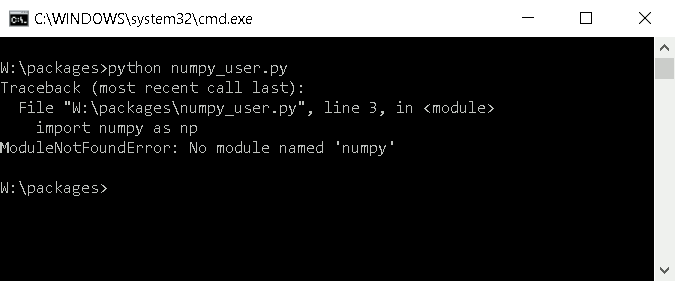 C:\WINDOWS\system32\cmd.exe
W:\packages>python numpy_user.py
Traceback (most recent call last):
  File "W:\packages\numpy_user.py", line 3, in <module>
    import numpy as np
ModuleNotFoundError: No module named 'numpy'
W:\packages>